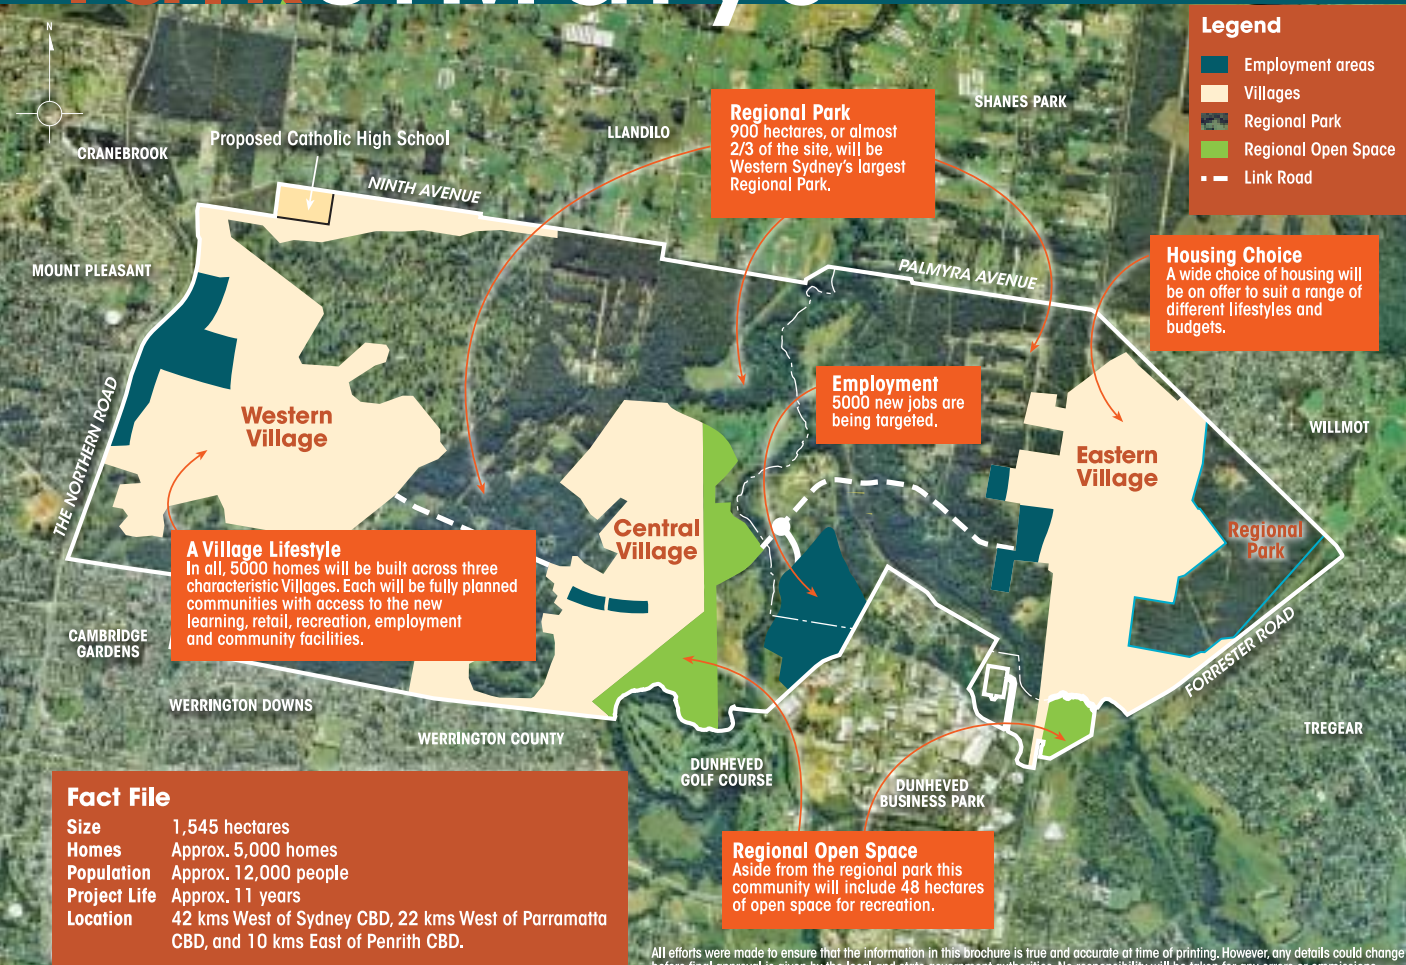 Legend
Employment areas
Villages
Regional Park
Regional Open Space
Link Road
N
CRANEBROOK
Proposed Catholic High School
NINTH AVENUE
LLANDILO
Regional Park
900 hectares, or almost
2/3 of the site, will be
Western Sydney's largest
Regional Park.
SHANES PARK
MOUNT PLEASANT
PALMYRA AVENUE
Housing Choice
A wide choice of housing will
be on offer to suit a range of
different lifestyles and
budgets.
THE NORTHERN ROAD
Western
Village
Employment
5000 new jobs are
being targeted.
Eastern
Village
WILLMOT
Central
Village
Regional
Park
A Village Lifestyle
In all, 5000 homes will be built across three
characteristic Villages. Each will be fully planned
communities with access to the new
learning, retail, recreation, employment
and community facilities.
CAMBRIDGE
GARDENS
FORRESTER ROAD
WERRINGTON DOWNS
WERRINGTON COUNTY
TREGEAR
DUNHEVED
GOLF COURSE
DUNHEVED
BUSINESS PARK
Fact File
Size 1,545 hectares
Homes Approx. 5,000 homes
Population Approx. 12,000 people
Project Life Approx. 11 years
Location 42 kms West of Sydney CBD, 22 kms West of Parramatta
CBD, and 10 kms East of Penrith CBD.
Regional Open Space
Aside from the regional park this
community will include 48 hectares
of open space for recreation.
All efforts were made to ensure that the information in this brochure is true and accurate at time of printing. However, any details could change